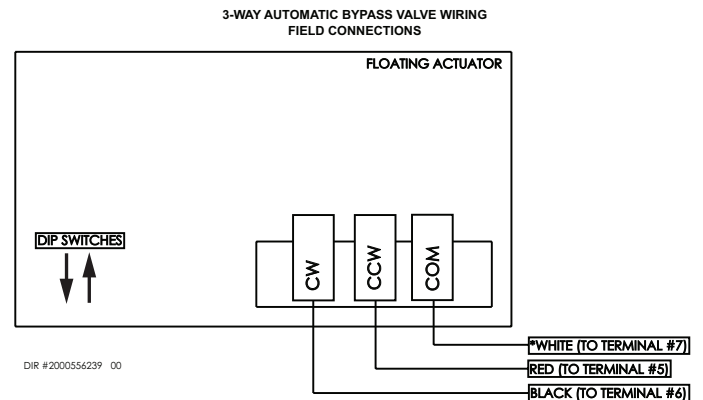 3-WAY AUTOMATIC BYPASS VALVE WIRING
FIELD CONNECTIONS
FLOATING ACTUATOR
DIP SWITCHES
CW
CCW
COM
*WHITE (TO TERMINAL #7)
RED (TO TERMINAL #5)
BLACK (TO TERMINAL #6)
DIR #2000556239 00